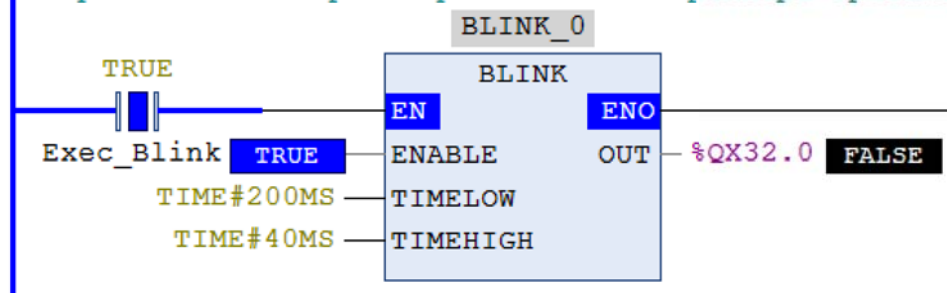 BLINK_0
TRUE
BLINK
EN ENO
Exec_Blink TRUE ENABLE OUT %QX32.0 FALSE
TIME#200MS TIMELOW
TIME#40MS TIMEHIGH